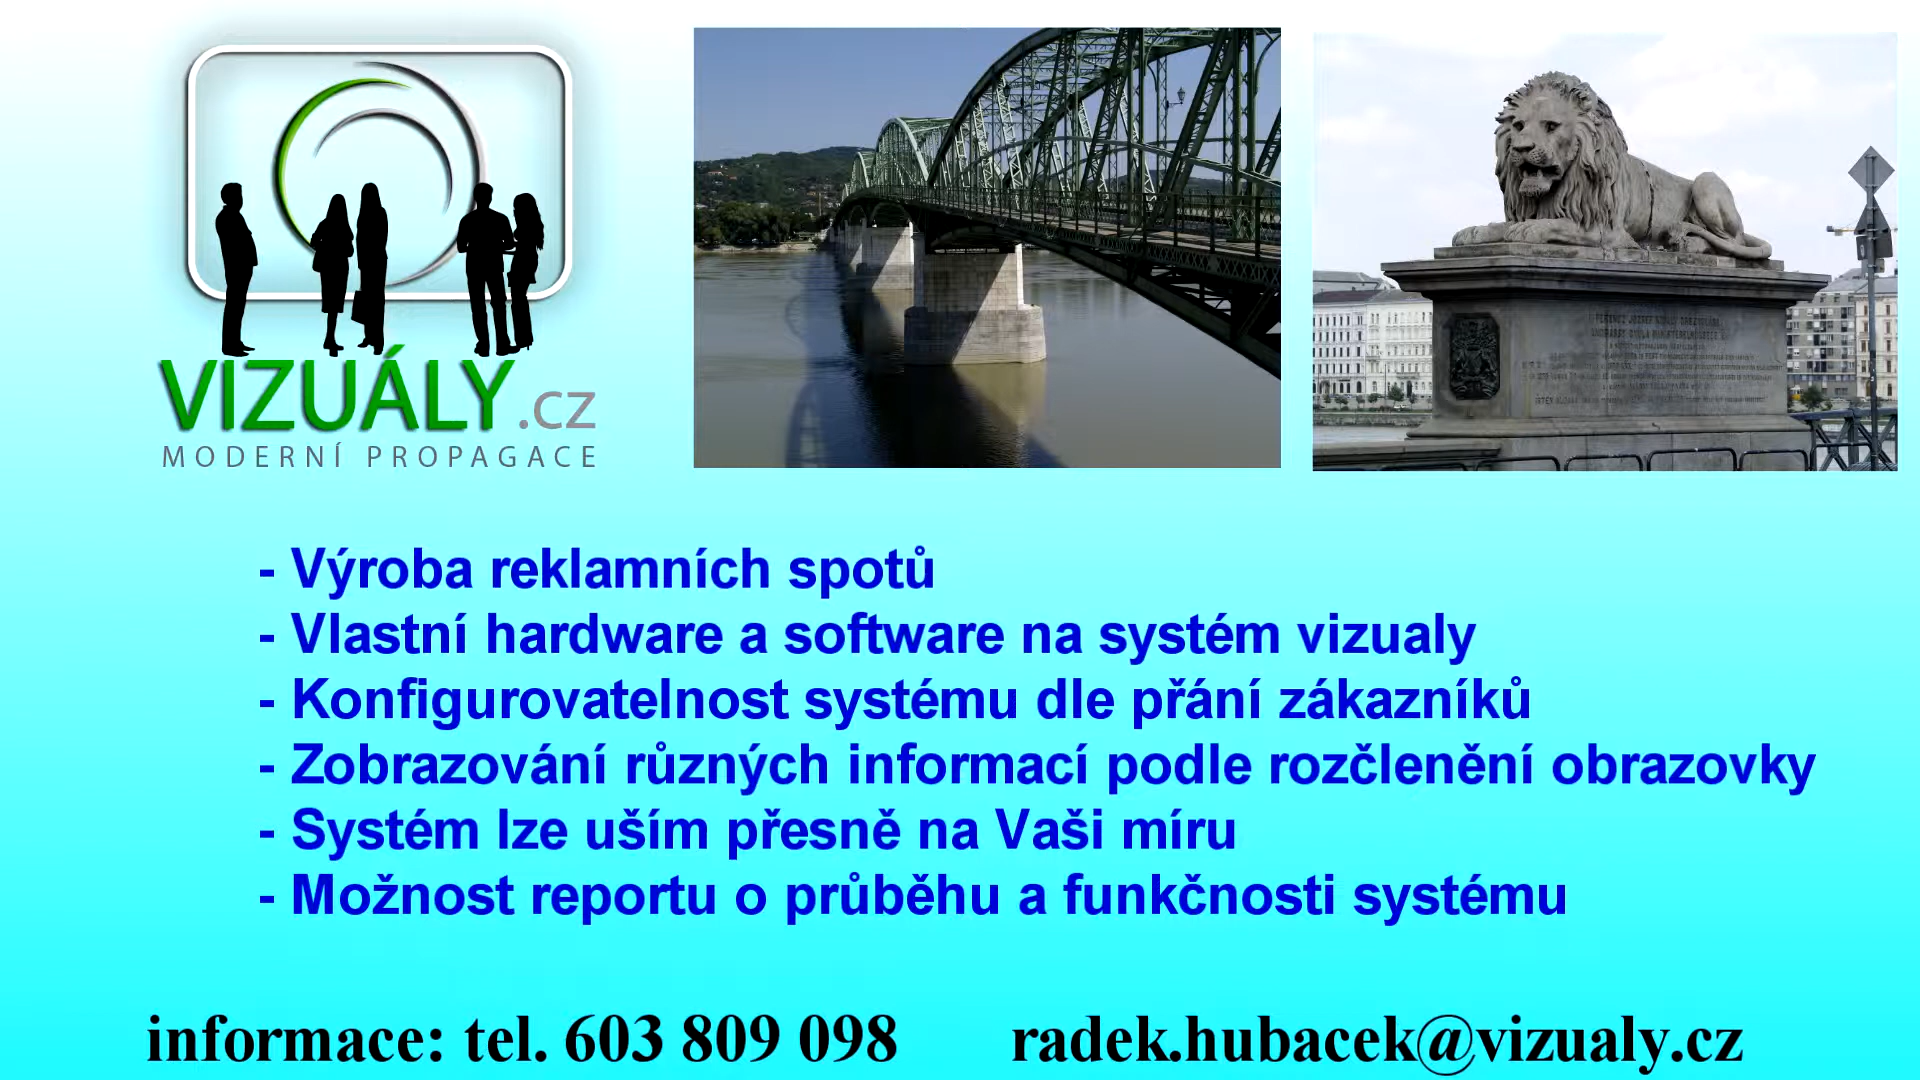 VIZUÁLY.cz
MODERNÍ PROPAGACE
- Výroba reklamních spotů
- Vlastní hardware a software na systém vizualy
- Konfigurovatelnost systému dle přání zákazníků
- Zobrazování různých informací podle rozčlenění obrazovky
- Systém lze uším přesně na Vaši míru
- Možnost reportu o průběhu a funkčnosti systému
informace: tel. 603 809 098 radek.hubacek@vizualy.cz